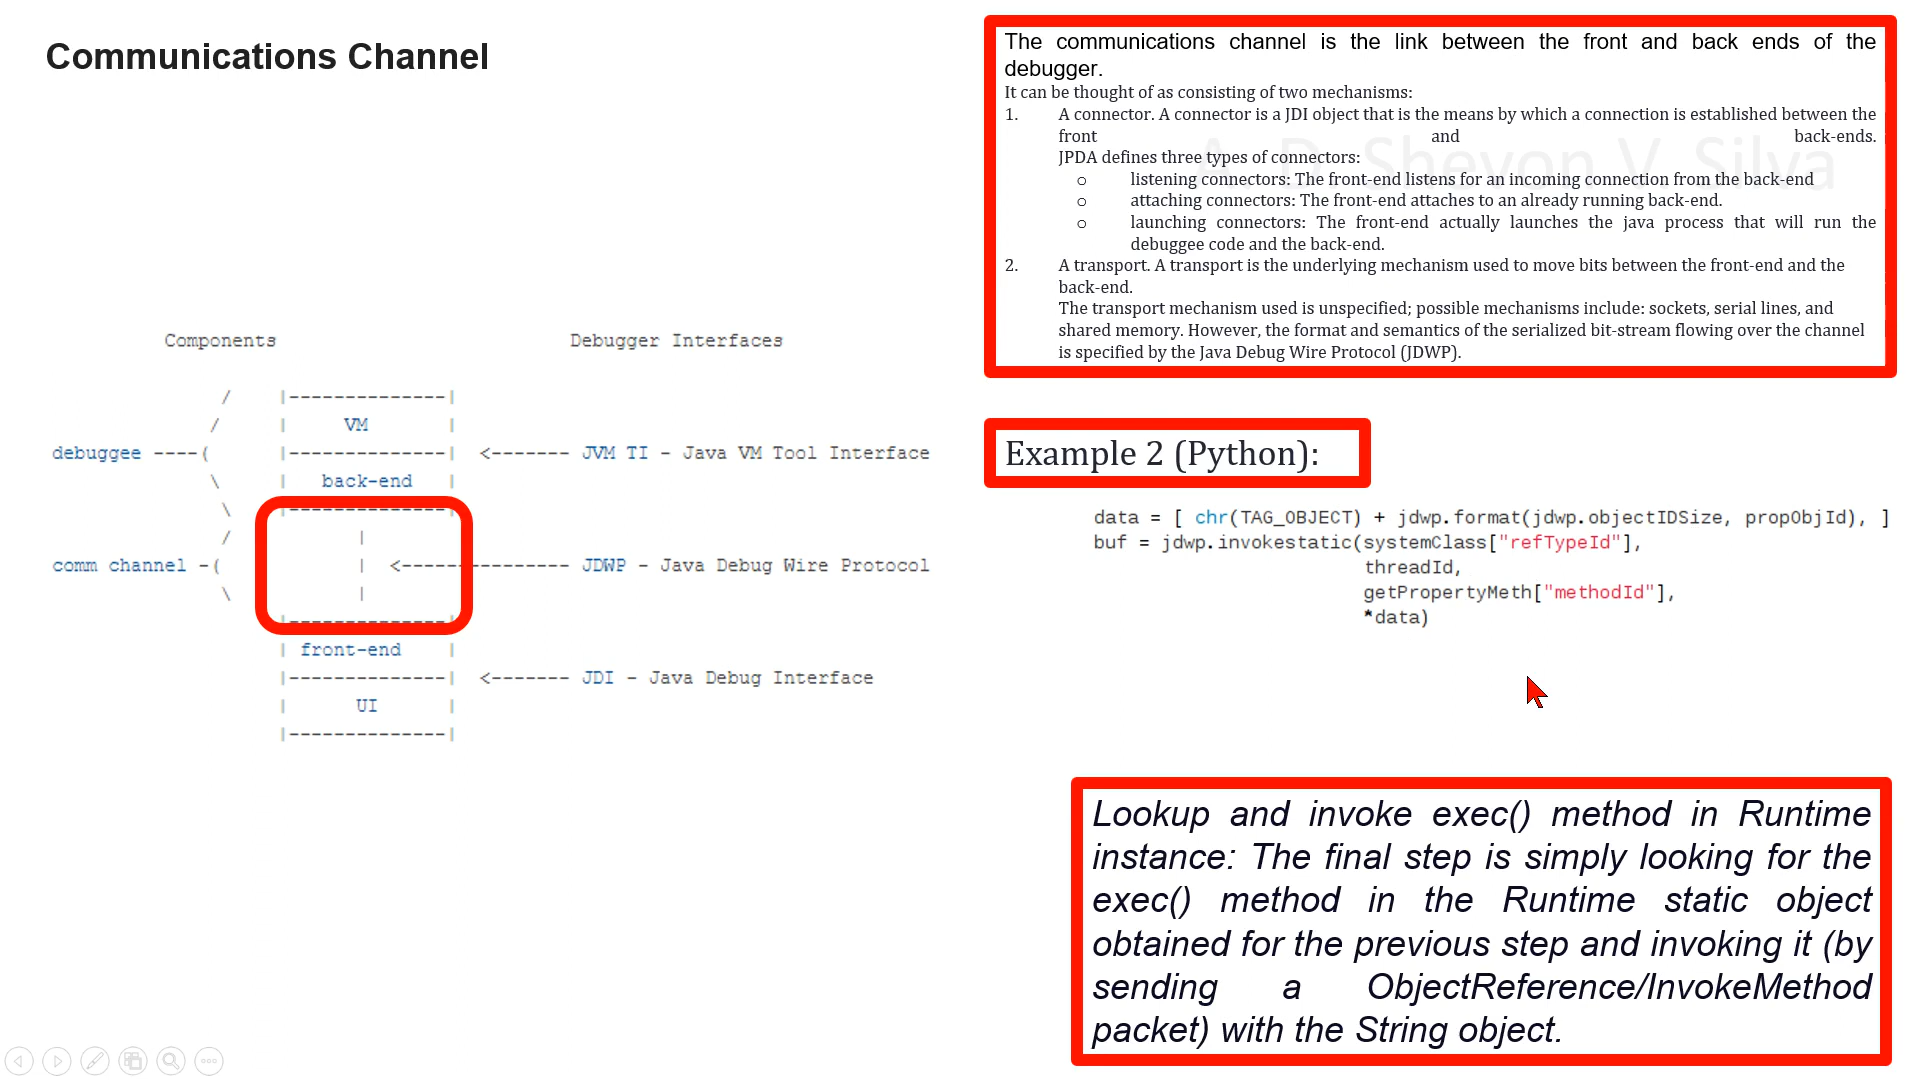 Communications Channel
The communications channel is the link between the front and back ends of the
debugger.
It can be thought of as consisting of two mechanisms:
1. A connector. A connector is a JDI object that is the means by which a connection is established between the
front and back-ends.
JPDA defines three types of connectors:
o listening connectors: The front-end listens for an incoming connection from the back-end
o attaching connectors: The front-end attaches to an already running back-end.
o launching connectors: The front-end actually launches the java process that will run the
debuggee code and the back-end.
2. A transport. A transport is the underlying mechanism used to move bits between the front-end and the
back-end.
The transport mechanism used is unspecified; possible mechanisms include: sockets, serial lines, and
shared memory. However, the format and semantics of the serialized bit-stream flowing over the channel
is specified by the Java Debug Wire Protocol (JDWP).
A. D. Shevon V. Silva
Components Debugger Interfaces
/ |--------------|
/ | VM |
debuggee ----( |--------------| <------- JVM TI - Java VM Tool Interface
\ | back-end |
\ |--------------|
/ |
comm channel -( | <--------------- JDWP - Java Debug Wire Protocol
\ |
|--------------|
| front-end |
|--------------| <------- JDI - Java Debug Interface
| UI |
|--------------|
Example 2 (Python):
data = [ chr(TAG_OBJECT) + jdwp.format(jdwp.objectIDSize, propObjId), ]
buf = jdwp.invokestatic(systemClass["refTypeId"],
threadId,
getPropertyMeth["methodId"],
*data)
Lookup and invoke exec() method in Runtime
instance: The final step is simply looking for the
exec() method in the Runtime static object
obtained for the previous step and invoking it (by
sending a ObjectReference/InvokeMethod
packet) with the String object.